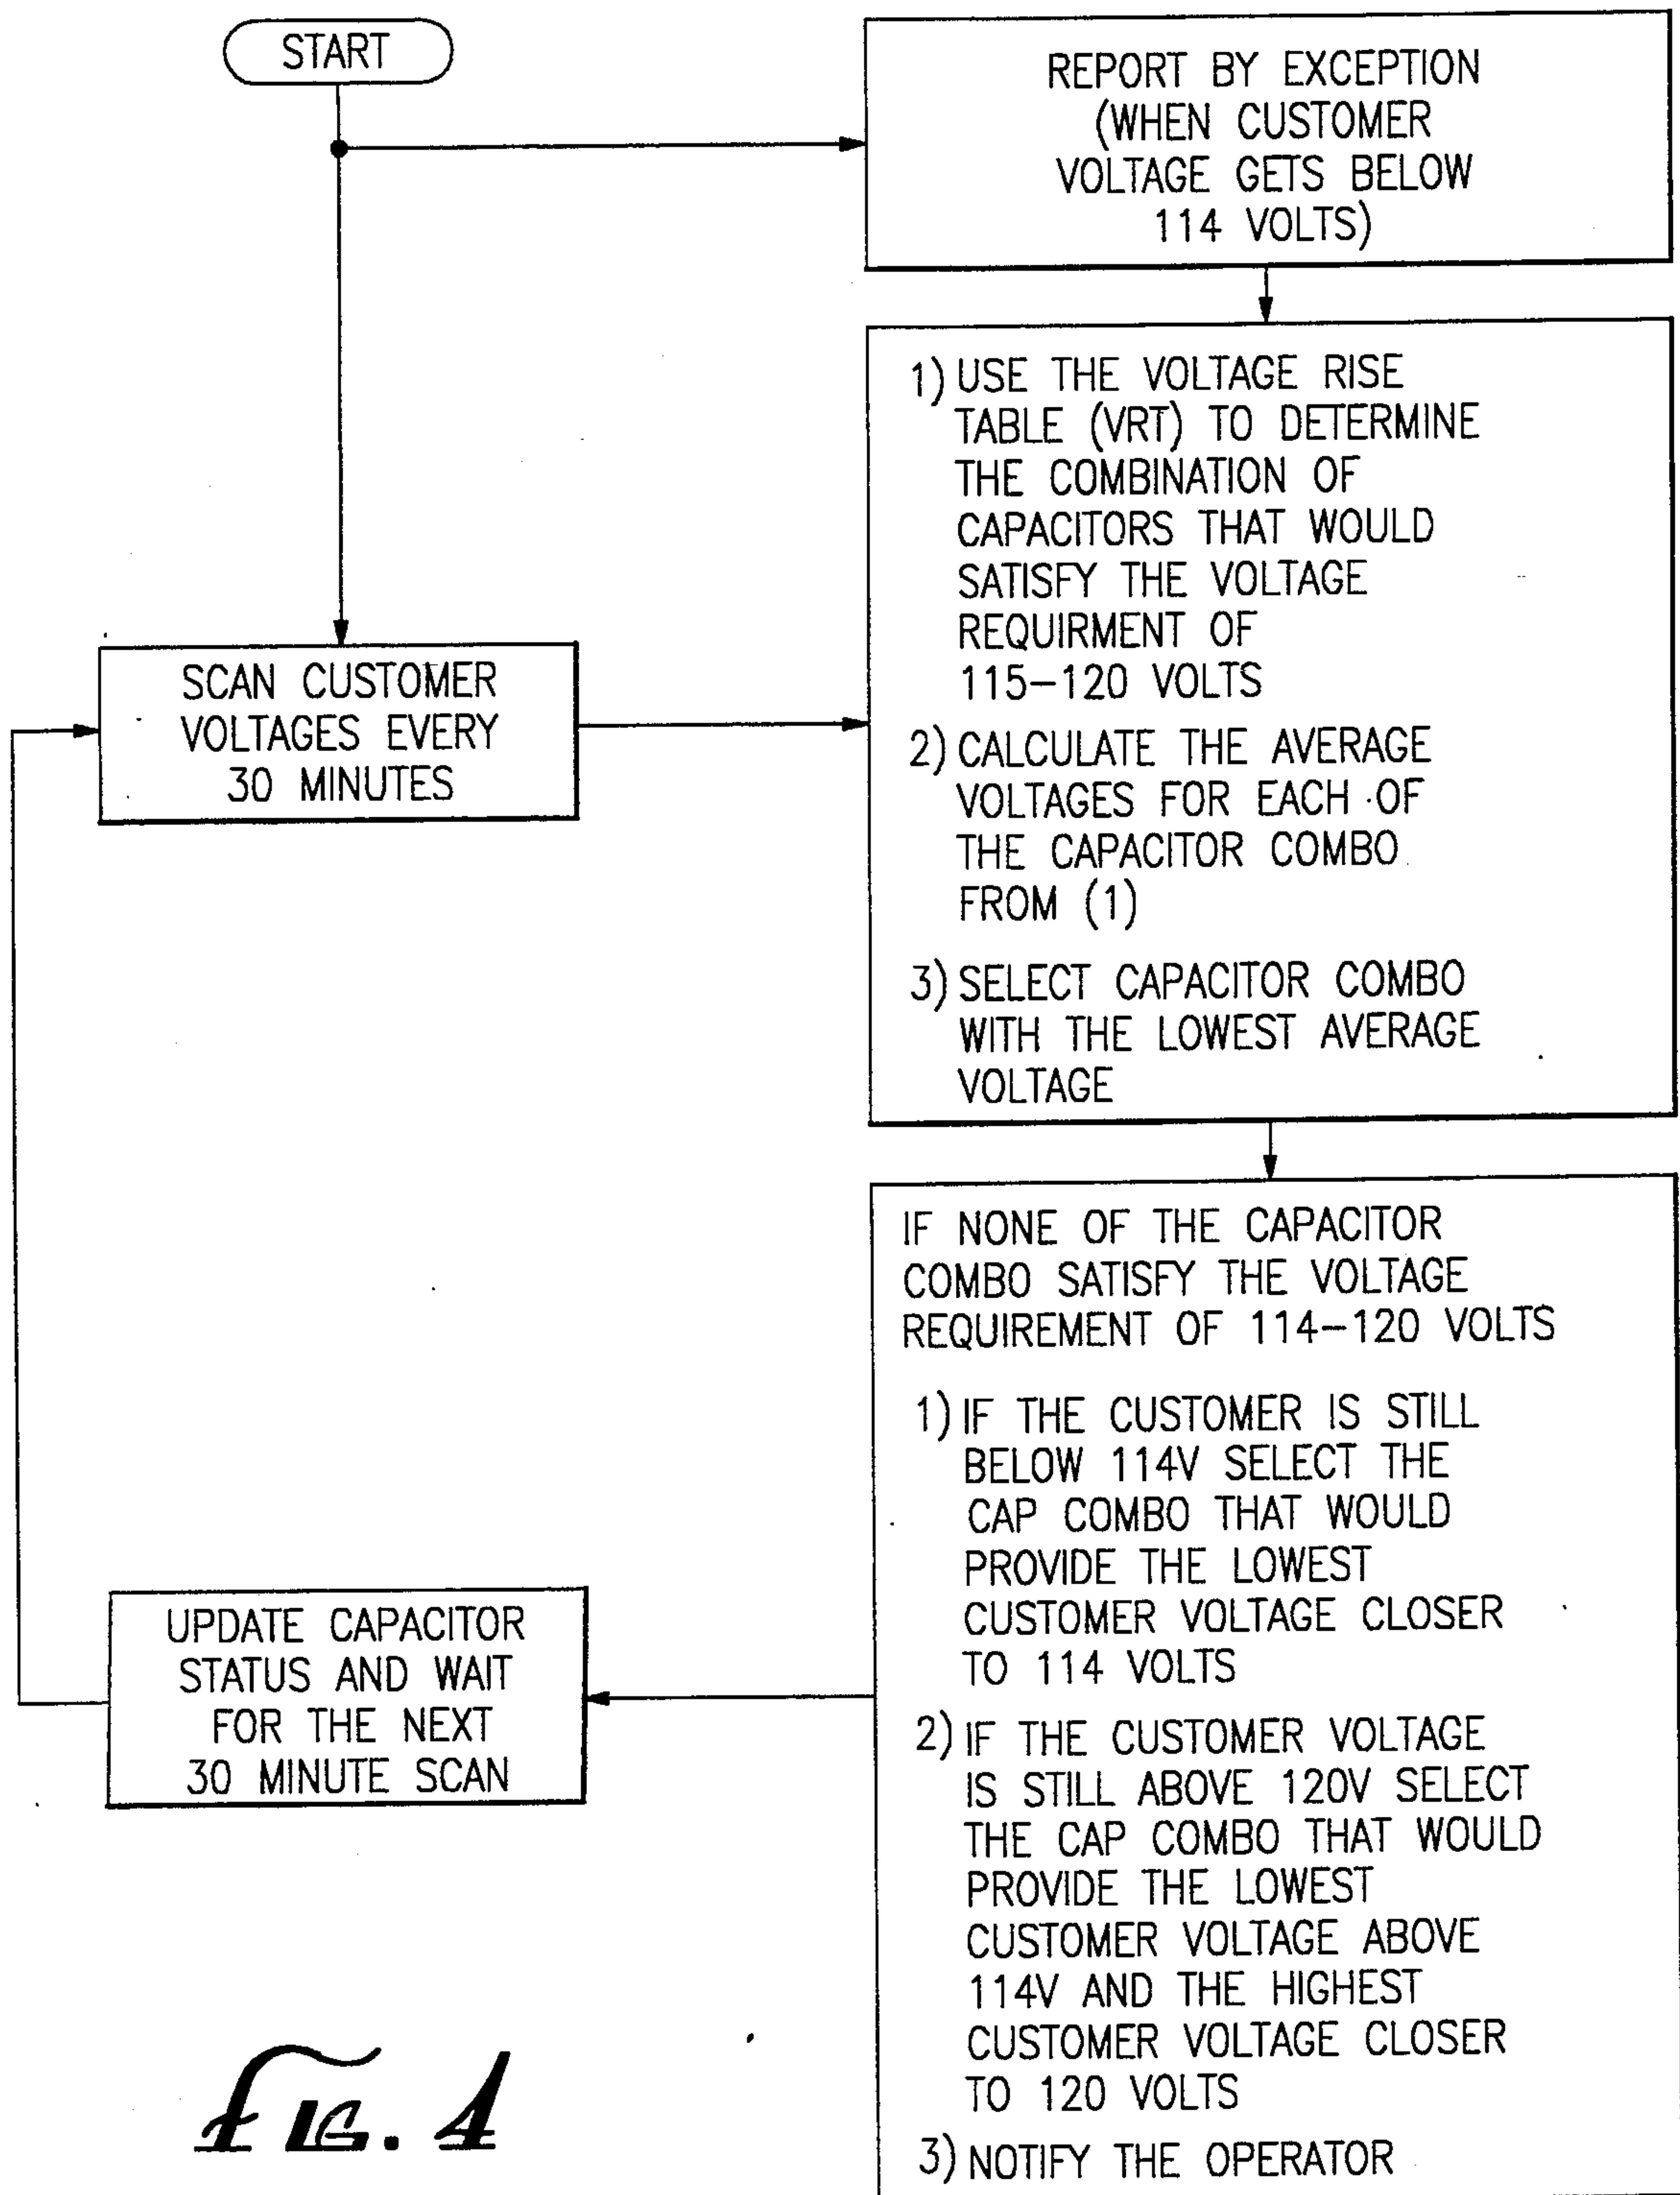 START
REPORT BY EXCEPTION
(WHEN CUSTOMER
VOLTAGE GETS BELOW
114 VOLTS)
1) USE THE VOLTAGE RISE
TABLE (VRT) TO DETERMINE
THE COMBINATION OF
CAPACITORS THAT WOULD
SATISFY THE VOLTAGE
REQUIRMENT OF
115-120 VOLTS
2) CALCULATE THE AVERAGE
VOLTAGES FOR EACH OF
THE CAPACITOR COMBO
FROM (1)
3) SELECT CAPACITOR COMBO
WITH THE LOWEST AVERAGE
VOLTAGE
SCAN CUSTOMER
VOLTAGES EVERY
30 MINUTES
IF NONE OF THE CAPACITOR
COMBO SATISFY THE VOLTAGE
REQUIREMENT OF 114-120 VOLTS
1) IF THE CUSTOMER IS STILL
BELOW 114V SELECT THE
CAP COMBO THAT WOULD
PROVIDE THE LOWEST
CUSTOMER VOLTAGE CLOSER
TO 114 VOLTS
2) IF THE CUSTOMER VOLTAGE
IS STILL ABOVE 120V SELECT
THE CAP COMBO THAT WOULD
PROVIDE THE LOWEST
CUSTOMER VOLTAGE ABOVE
114V AND THE HIGHEST
CUSTOMER VOLTAGE CLOSER
TO 120 VOLTS
3) NOTIFY THE OPERATOR
UPDATE CAPACITOR
STATUS AND WAIT
FOR THE NEXT
30 MINUTE SCAN
FIG. 4